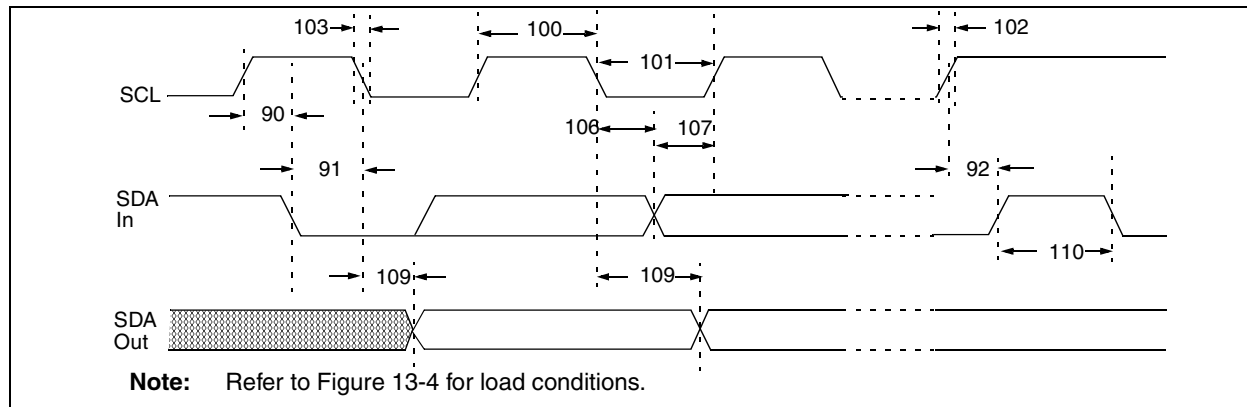 103
100
102
101
SCL
90
106
107
91
92
SDA
In
110
109
109
SDA
Out
Note: Refer to Figure 13-4 for load conditions.